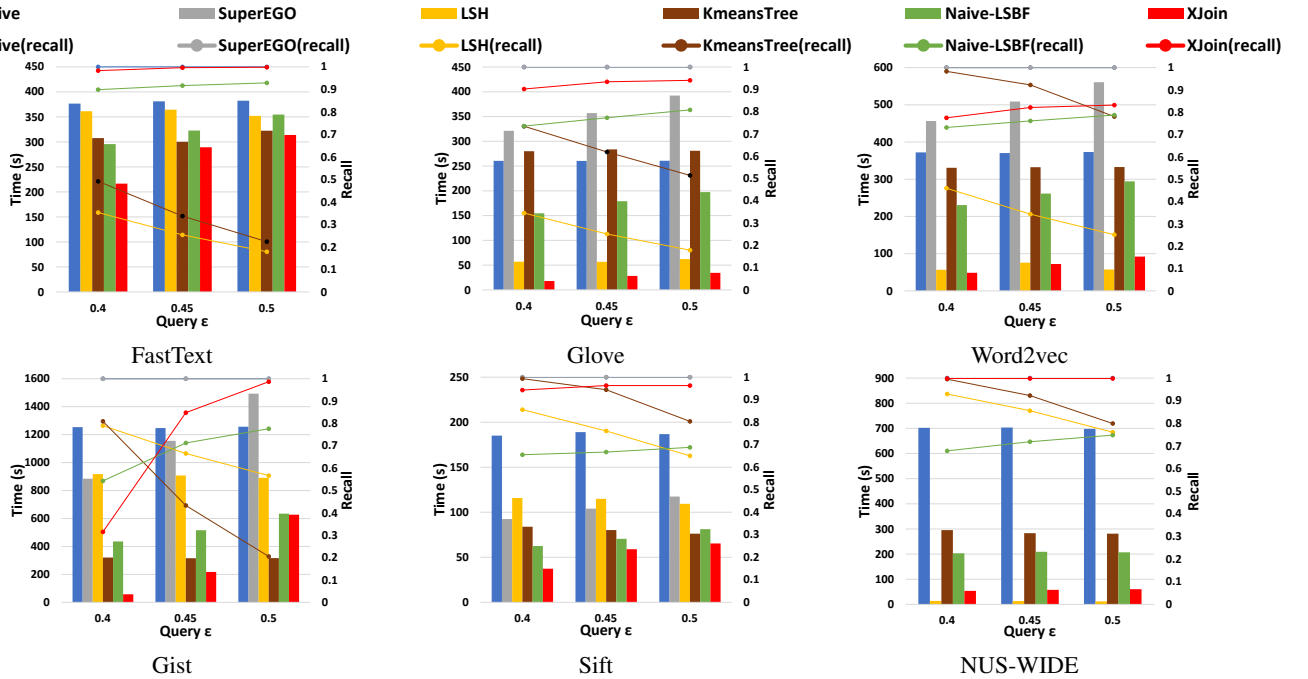 ive SuperEGO LSH KmeansTree Naive-LSBF XJoin
ive(recall) SuperEGO(recall) LSH(recall) KmeansTree(recall) Naive-LSBF(recall) XJoin(recall)
450 400 350 300 250 200 150 100 50 0
Time (s)
1 0.9 0.8 0.7 0.6 0.5 0.4 0.3 0.2 0.1 0
Recall
0.4 0.45 0.5
Query ε
FastText
450 400 350 300 250 200 150 100 50 0
Time (s)
1 0.9 0.8 0.7 0.6 0.5 0.4 0.3 0.2 0.1 0
Recall
0.4 0.45 0.5
Query ε
Glove
600 500 400 300 200 100 0
Time (s)
1 0.9 0.8 0.7 0.6 0.5 0.4 0.3 0.2 0.1 0
Recall
0.4 0.45 0.5
Query ε
Word2vec
1600 1400 1200 1000 800 600 400 200 0
Time (s)
1 0.9 0.8 0.7 0.6 0.5 0.4 0.3 0.2 0.1 0
Recall
0.4 0.45 0.5
Query ε
Gist
250 200 150 100 50 0
Time (s)
1 0.9 0.8 0.7 0.6 0.5 0.4 0.3 0.2 0.1 0
Recall
0.4 0.45 0.5
Query ε
Sift
900 800 700 600 500 400 300 200 100 0
Time (s)
1 0.9 0.8 0.7 0.6 0.5 0.4 0.3 0.2 0.1 0
Recall
0.4 0.45 0.5
Query ε
NUS-WIDE